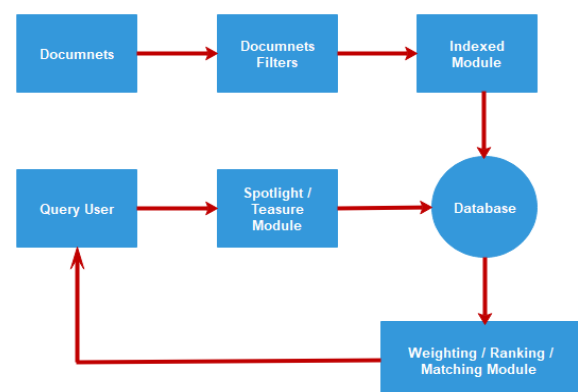 Documnets
Documnets
Filters
Indexed
Module
Query User
Spotlight /
Teasure
Module
Database
Weighting / Ranking /
Matching Module